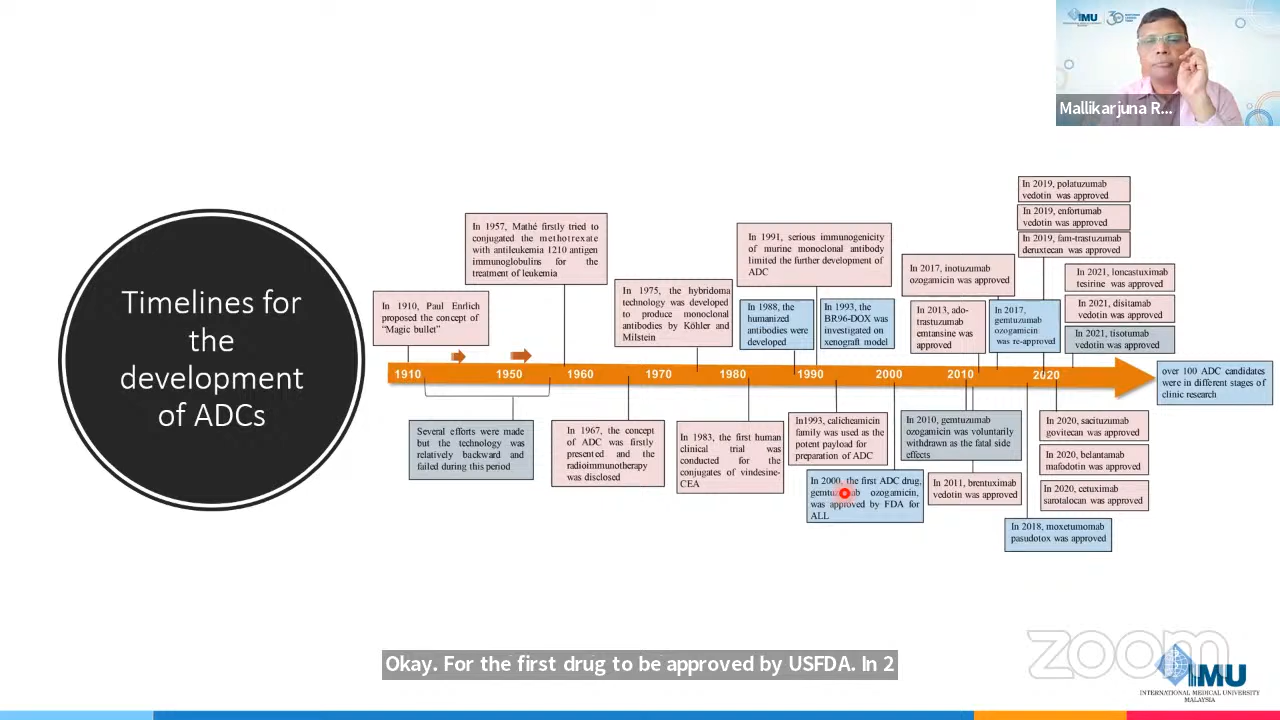 IMU
Mallikarjuna R...
Timelines for
the
development
of ADCs
In 1910, Paul Enrlich
proposed the concept of
“Magic bullet”
In 1957, Mathé firstly tried to
conjugated the methotrexate
with antileukemia 1210 antigen
immunoglobulins for the
treatment of leukemia
In 1975, the hybridoma
technology was developed
to produce monoclonal
antibodies by Köhler and
Milstein
In 1991, serious immunogenicity
of murine monoclonal antibody
limited the further development of
ADC
In 1988, the
humanized
antibodies were
developed
In 1993, the
BR96-DOX was
investigated on
xenograft model
In 2017, inotuzumab
ozogamicin was approved
In 2013, ado-
trastuzumab
emtansine was
approved
In 2017,
gemtuzumab
ozogamicin
was re-approved
In 2019, polatuzumab
vedotin was approved
In 2019, enfortumab
vedotin was approved
In 2019, fam-trastuzumab
deruxtecan was approved
In 2021, loncastuximab
tesirine was approved
In 2021, disitamab
vedotin was approved
In 2021, tisotumab
vedotin was approved
1910 1950 1960 1970 1980 1990 2000 2010 2020
over 100 ADC candidates
were in different stages of
clinic research
Several efforts were made
but the technology was
relatively backward and
failed during this period
In 1967, the concept
of ADC was firstly
presented and the
radioimmunotherapy
was disclosed
In 1983, the first human
clinical trial was
conducted for the
conjugates of vindesine-
CEA
In1993, calicheamicin
family was used as the
potent payload for
preparation of ADC
In 2000, the first ADC drug,
gemtuzumab ozogamicin,
was approved by FDA for
ALL
In 2010, gemtuzumab
ozogamicin was voluntarily
withdrawn as the fatal side
effects
In 2011, brentuximab
vedotin was approved
In 2020, sacituzumab
govitecan was approved
In 2020, belantamab
mafodotin was approved
In 2020, cetuximab
sarotalocan was approved
In 2018, moxetumomab
pasudotox was approved
Okay. For the first drug to be approved by USFDA. In 2
zoom
IMU
INTERNATIONAL MEDICAL UNIVERSITY
MALAYSIA